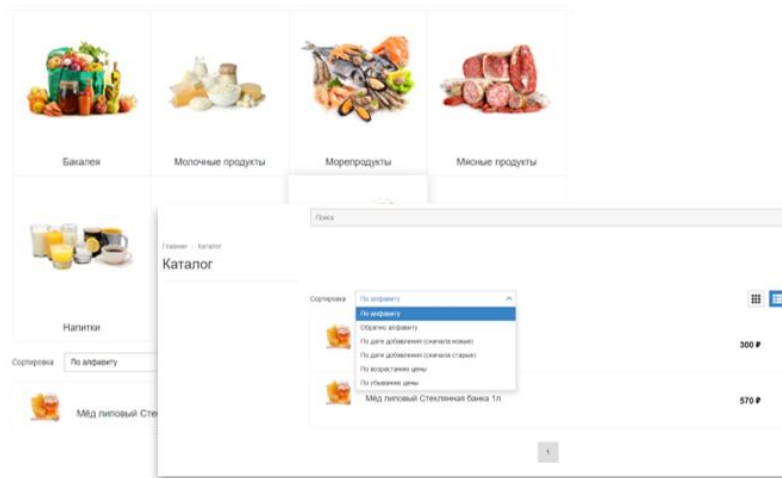 Бакалея
Молочные продукты
Морепродукты
Мясные продукты
Напитки
Сортировка
По алфавиту
Мёд липовый Сте
Поиск
Главная
Каталог
Каталог
Сортировка
По алфавиту
По алфавиту
Обратно алфавиту
По дате добавления (сначала новые)
По дате добавления (сначала старые)
По возрастанию цены
По убыванию цены
300 ₽
Мёд липовый Стеклянная банка 1л
570 ₽
1